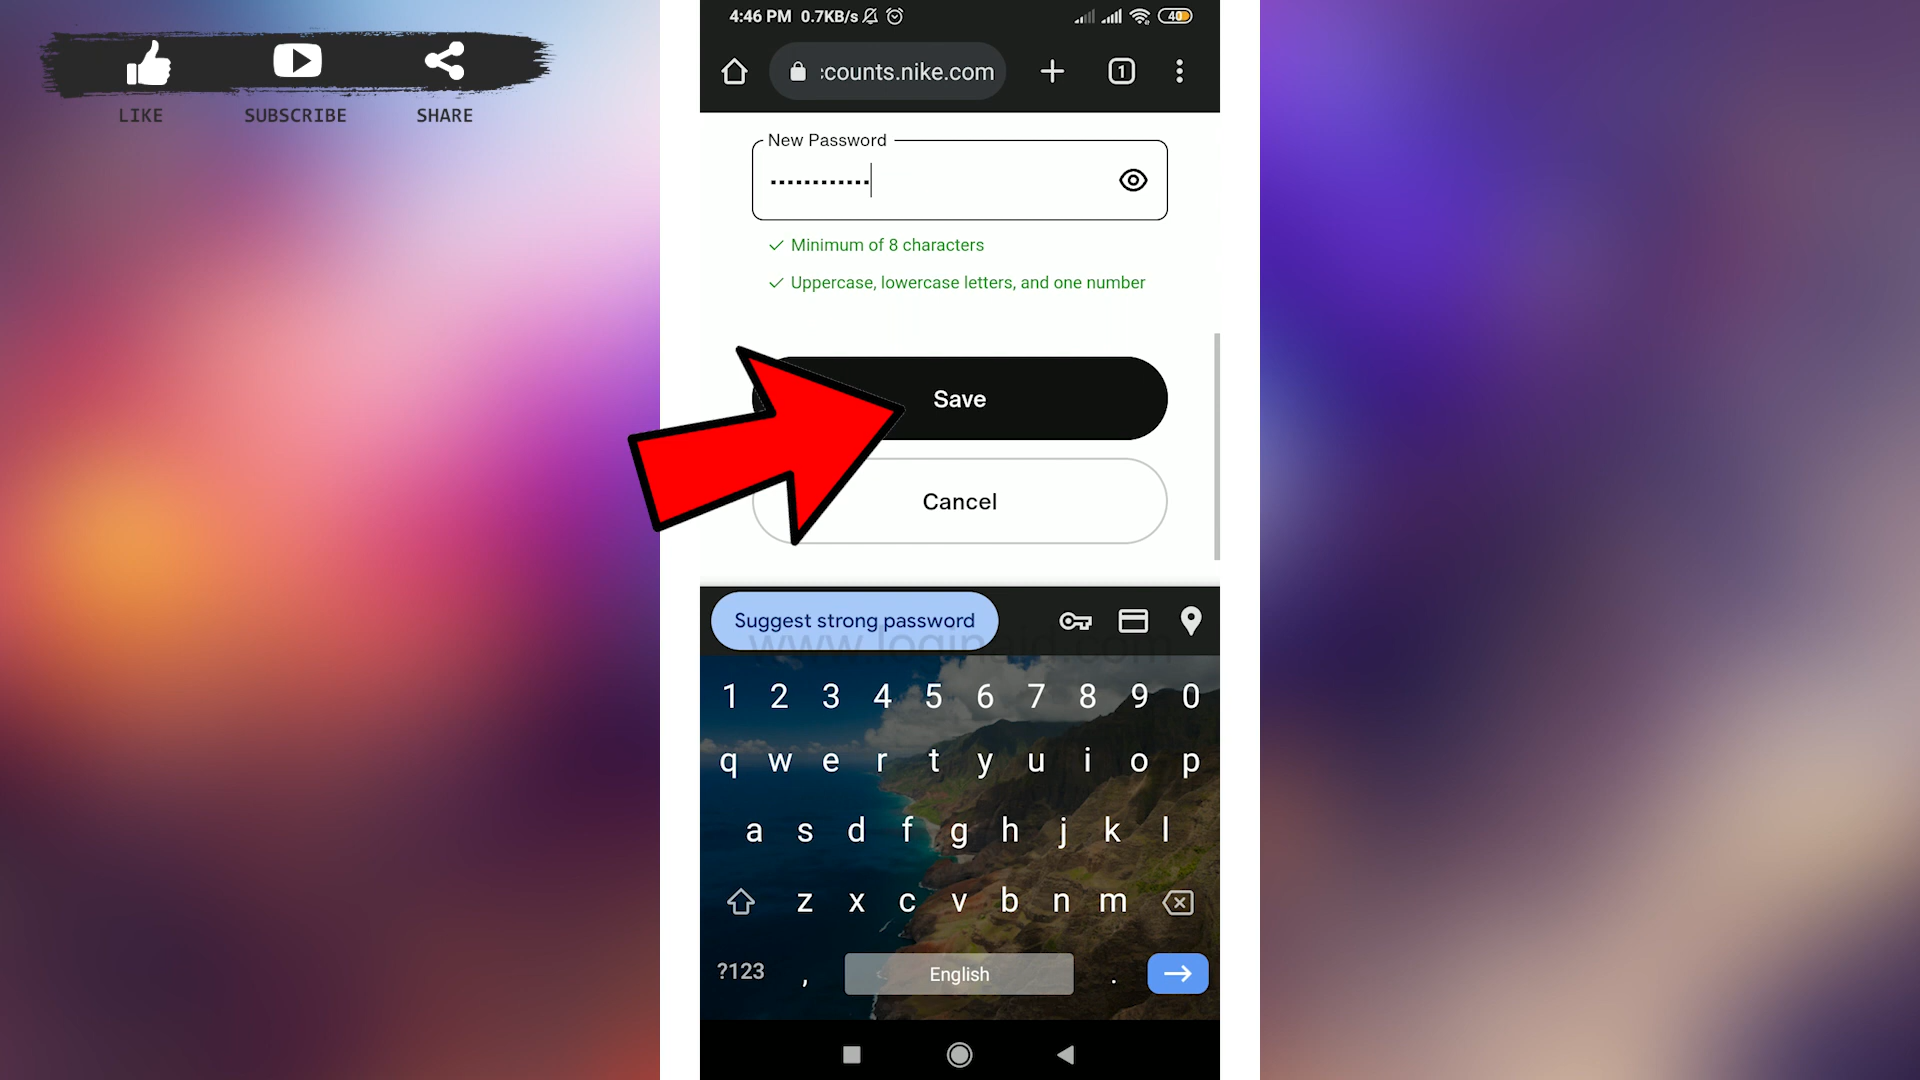 LIKE SUBSCRIBE SHARE
4:46 PM 0.7KB/s 40
:counts.nike.com 1
New Password
••••••••••••
Minimum of 8 characters
Uppercase, lowercase letters, and one number
Save
Cancel
Suggest strong password
1 2 3 4 5 6 7 8 9 0
q w e r t y u i o p
a s d f g h j k l
z x c v b n m
?123 , English .